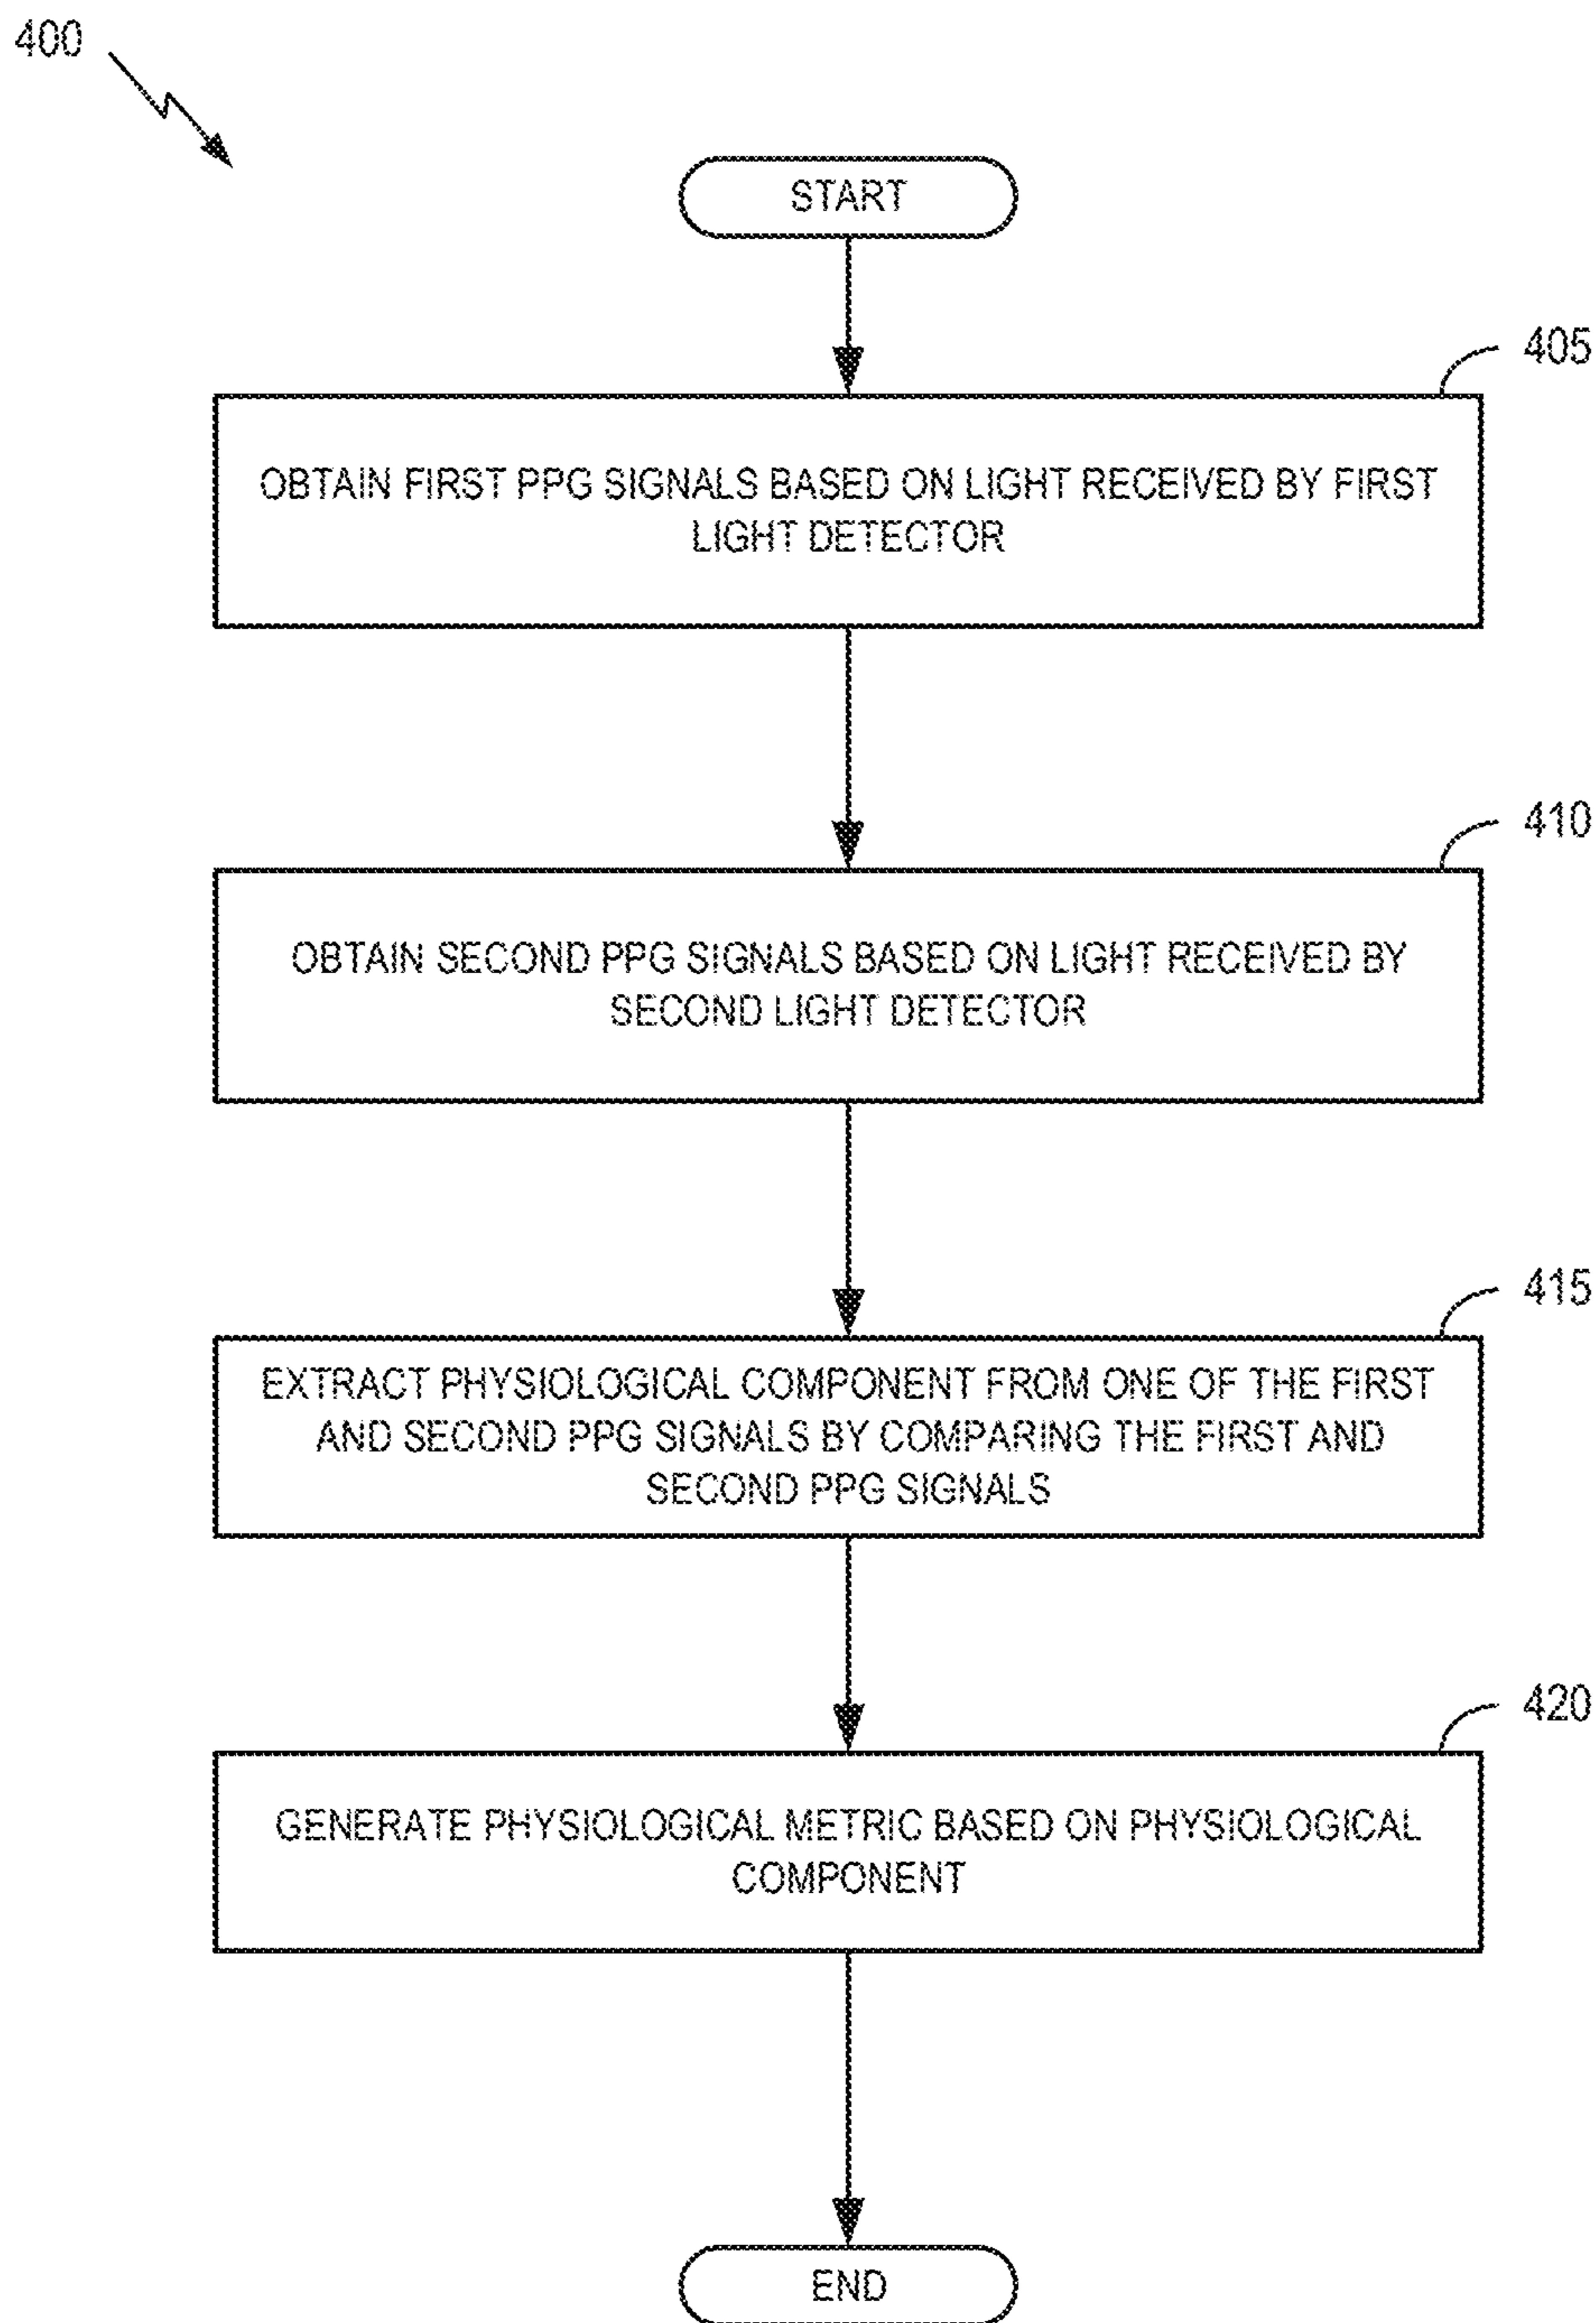 400
START
405
OBTAIN FIRST PPG SIGNALS BASED ON LIGHT RECEIVED BY FIRST
LIGHT DETECTOR
410
OBTAIN SECOND PPG SIGNALS BASED ON LIGHT RECEIVED BY
SECOND LIGHT DETECTOR
415
EXTRACT PHYSIOLOGICAL COMPONENT FROM ONE OF THE FIRST
AND SECOND PPG SIGNALS BY COMPARING THE FIRST AND
SECOND PPG SIGNALS
420
GENERATE PHYSIOLOGICAL METRIC BASED ON PHYSIOLOGICAL
COMPONENT
END